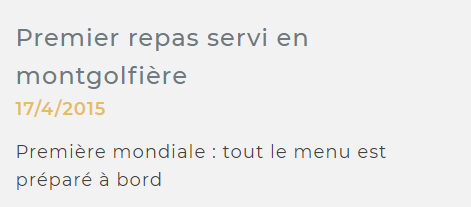 Premier repas servi en
montgolfière
17/4/2015
Première mondiale : tout le menu est
préparé à bord